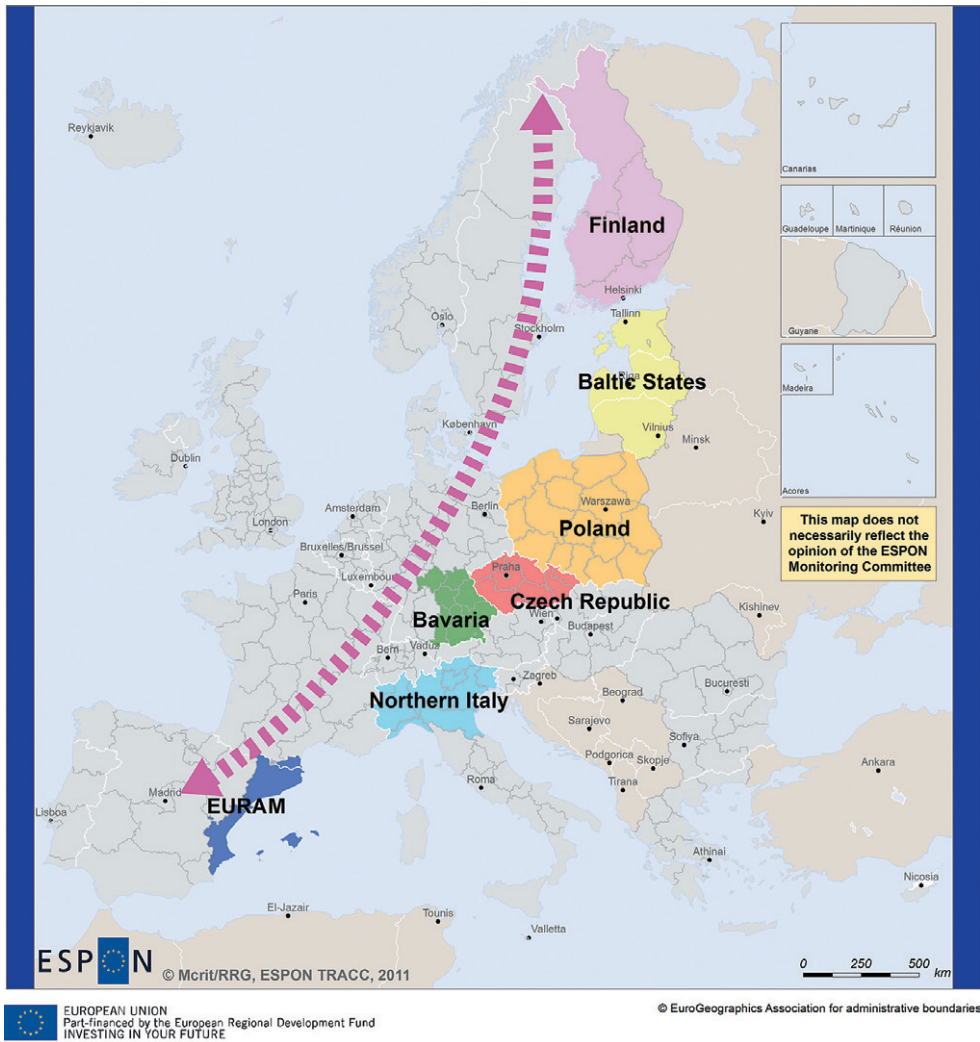 Reykjavik
Canarias
Guadeloupe
Martinique
Réunion
Finland
Helsinki
Guyane
Oslo
Tallinn
Stockholm
Riga
Baltic States
Madeira
København
Vilnius
Minsk
Dublin
Acores
Amsterdam
Berlin
Warszawa
Kyiv
London
Poland
This map does not
necessarily reflect the
opinion of the ESPON
Monitoring Committee
Bruxelles/Brussel
Luxembourg
Praha
Paris
Czech Republic
Kishinev
Bavaria
Wien
Budapest
Bern
Vaduz
Zagreb
Bucuresti
Northern Italy
Beograd
Sarajevo
Sofiya
Podgorica
Skopje
Ankara
Roma
Tirana
Madrid
EURAM
Lisboa
Athinai
Nicosia
El-Jazair
Tounis
Valletta
ESPON
© Mcrit/RRG, ESPON TRACC, 2011
0 250 500 km
EUROPEAN UNION
Part-financed by the European Regional Development Fund
INVESTING IN YOUR FUTURE
© EuroGeographics Association for administrative boundaries